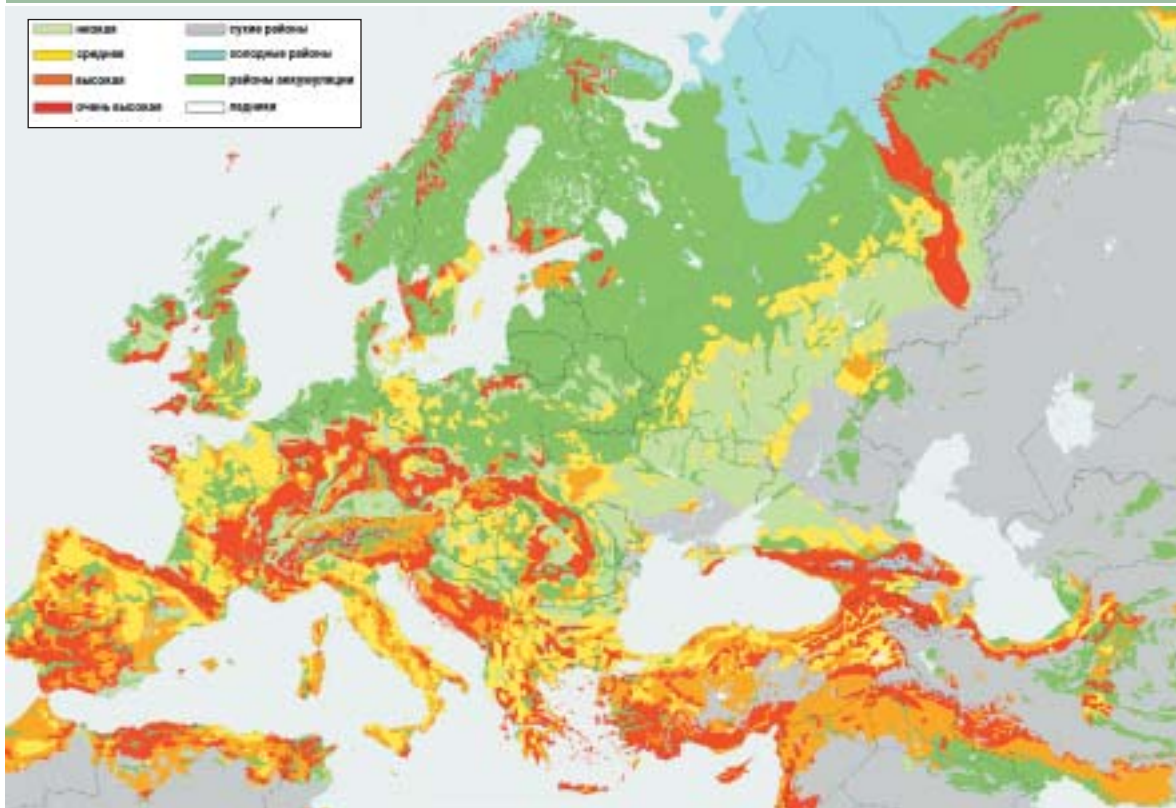 низкая
средняя
высокая
очень высокая
сухие районы
холодные районы
районы аккумуляции
ледники